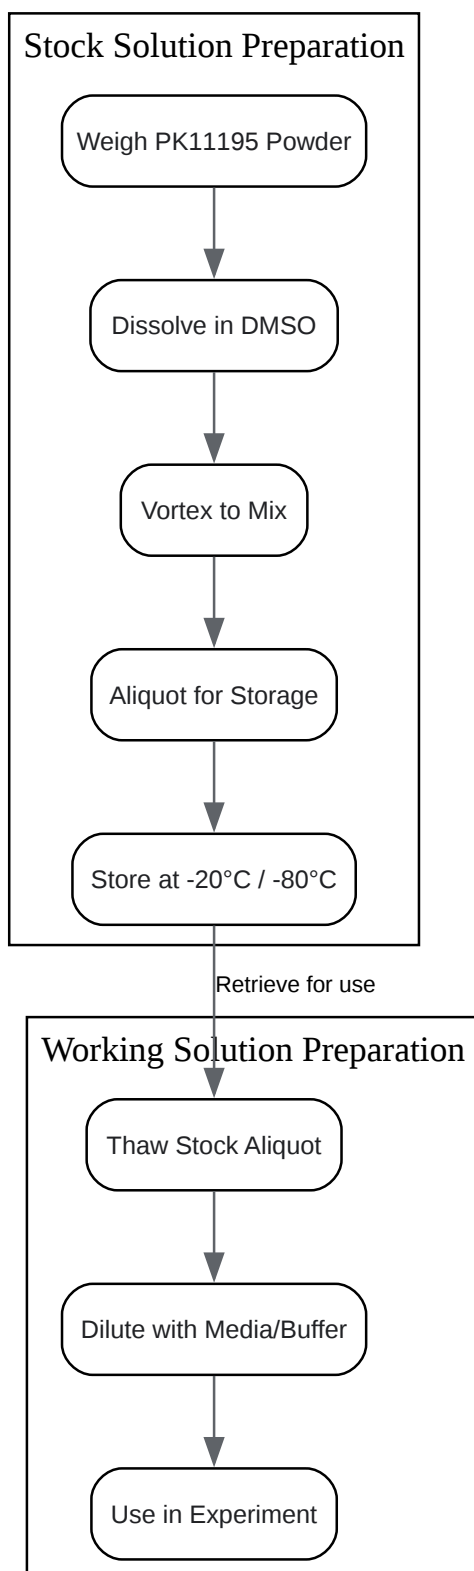 Stock Solution Preparation
Weigh PK11195 Powder
Dissolve in DMSO
Vortex to Mix
Aliquot for Storage
Store at -20°C / -80°C
Retrieve for use
Working Solution Preparation
Thaw Stock Aliquot
Dilute with Media/Buffer
Use in Experiment